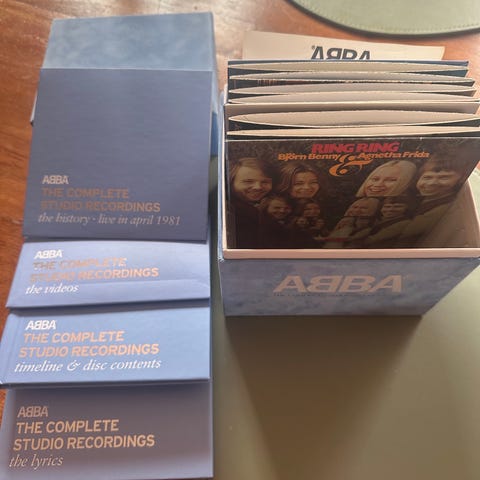 ABBA
THE COMPLETE
STUDIO RECORDINGS
the history · live in april 1981
ABBA
THE COMPLETE
STUDIO RECORDINGS
the videos
ABBA
THE COMPLETE
STUDIO RECORDINGS
timeline & disc contents
ABBA
THE COMPLETE
STUDIO RECORDINGS
the lyrics
ABBA
RING RING
Björn Benny & Agnetha Frida
ABBA